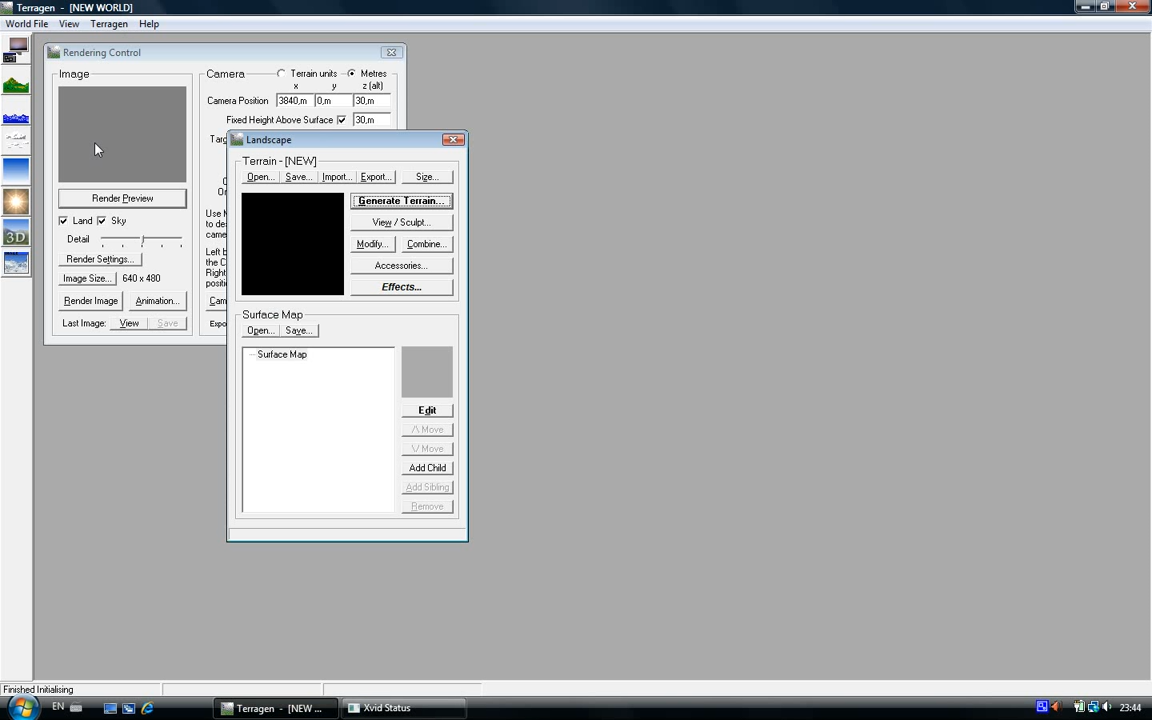 Terragen - [NEW WORLD]
World File View Terragen Help
Rendering Control
Image
Camera
Terrain units
Metres
x y z (alt)
Camera Position 3840,m 0,m 30,m
Fixed Height Above Surface 30,m
Render Preview
Land Sky
Detail
Render Settings...
Image Size... 640 x 480
Render Image Animation...
Last Image: View Save
Landscape
Terrain - [NEW]
Open... Save... Import... Export... Size...
Generate Terrain...
View / Sculpt...
Modify... Combine...
Accessories...
Effects...
Surface Map
Open... Save...
Surface Map
Edit
/\ Move
\/ Move
Add Child
Add Sibling
Remove
3D
Finished Initialising
EN
Terragen - [NEW ...
Xvid Status
23:44